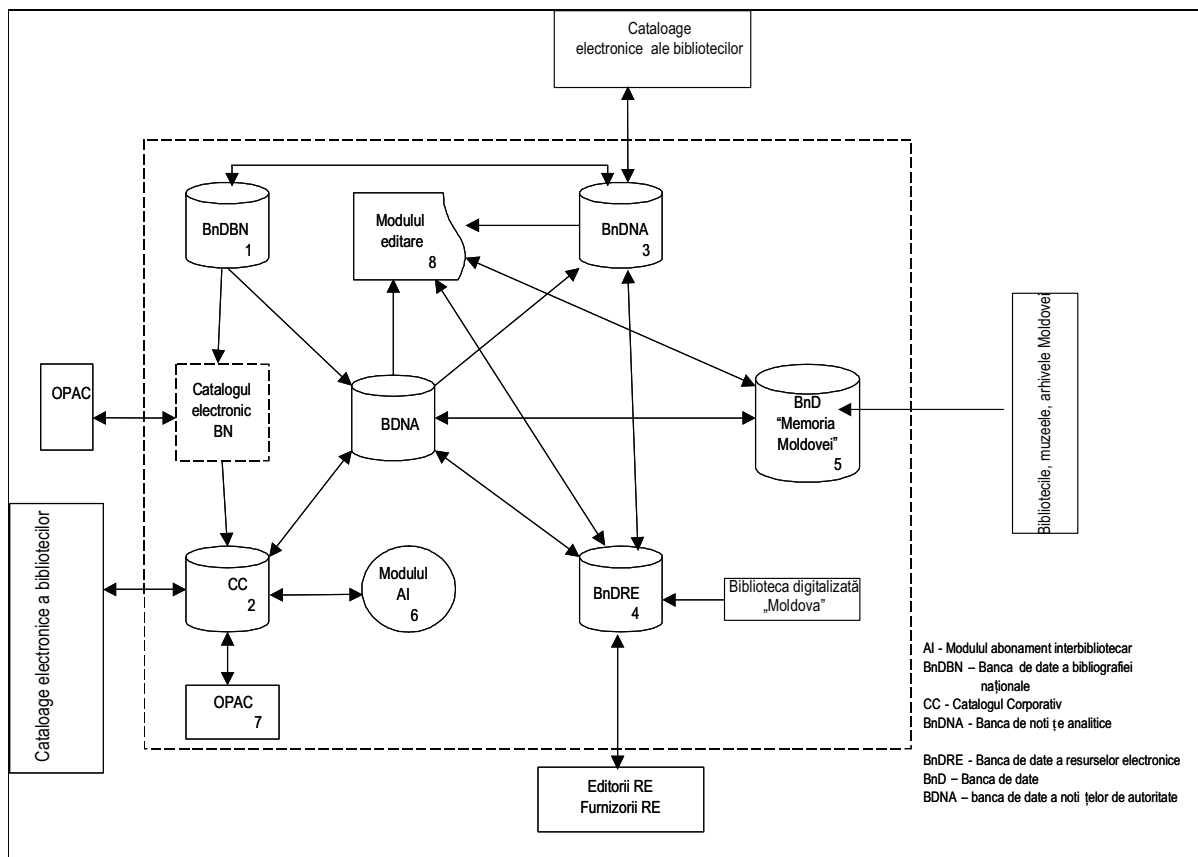 Cataloage
electronice ale bibliotecilor
BnDBN
1
Modulul
editare
8
BnDNA
3
OPAC
Catalogul
electronic
BN
BDNA
BnD
“Memoria
Moldovei”
5
Bibliotecile, muzeele, arhivele Moldovei
Cataloage electronice a bibliotecilor
CC
2
Modulul
AI
6
BnDRE
4
Biblioteca digitalizată
„Moldova”
OPAC
7
Editorii RE
Furnizorii RE
AI - Modulul abonament interbibliotecar
BnDBN – Banca de date a bibliografiei
naționale
CC - Catalogul Corporativ
BnDNA - Banca de noti țe analitice
BnDRE - Banca de date a resurselor electronice
BnD – Banca de date
BDNA – banca de date a noti țelor de autoritate